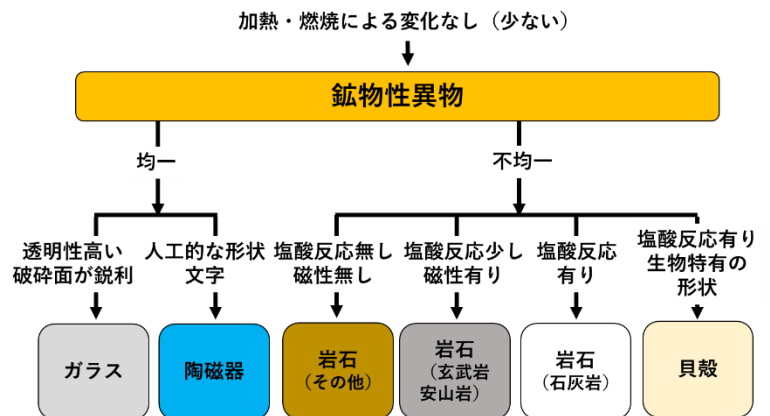 加熱・燃焼による変化なし（少ない）
鉱物性異物
均一
不均一
透明性高い
破砕面が鋭利
人工的な形状
文字
塩酸反応無し
磁性無し
塩酸反応少し
磁性有り
塩酸反応
有り
塩酸反応有り
生物特有の
形状
ガラス
陶磁器
岩石
（その他）
岩石
（玄武岩
安山岩）
岩石
（石灰岩）
貝殻